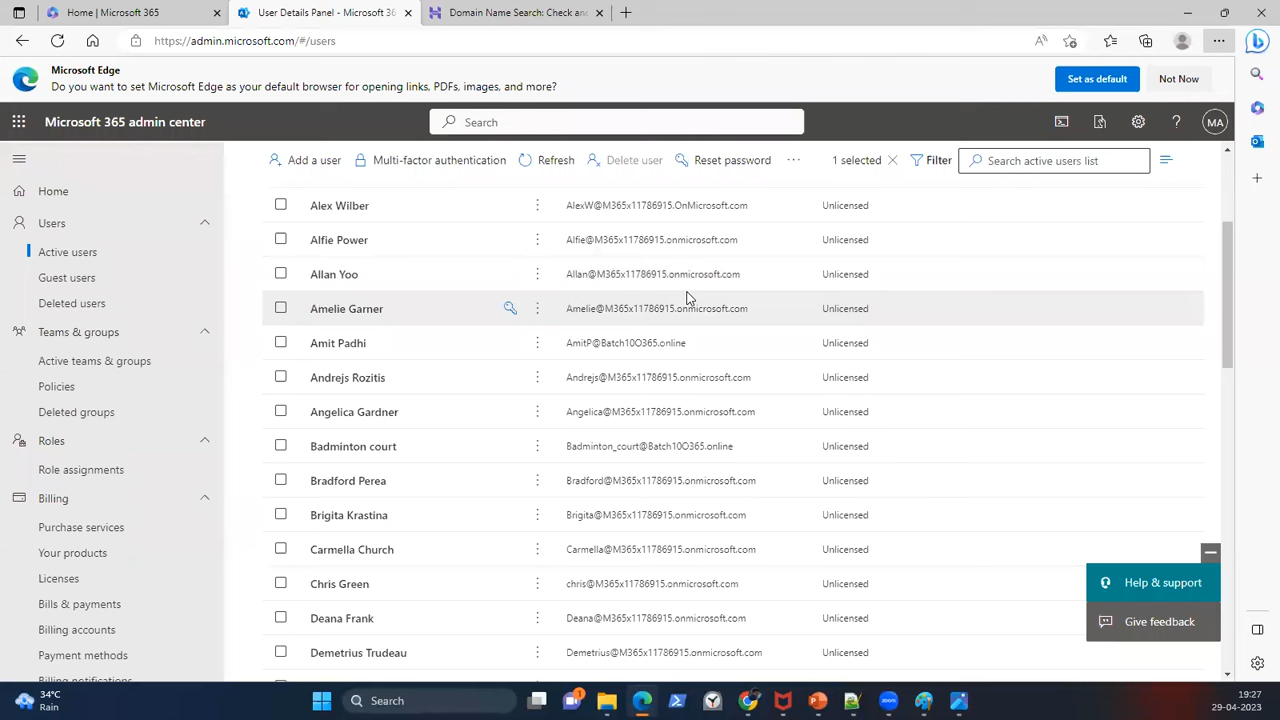 Home | Microsoft 365
User Details Panel - Microsoft 36
Domain Name Search: Check and
https://admin.microsoft.com/#/users
Microsoft Edge
Do you want to set Microsoft Edge as your default browser for opening links, PDFs, images, and more?
Set as default
Not Now
Microsoft 365 admin center
Search
MA
Add a user
Multi-factor authentication
Refresh
Delete user
Reset password
1 selected
Filter
Search active users list
Home
Users
Active users
Guest users
Deleted users
Teams & groups
Active teams & groups
Policies
Deleted groups
Roles
Role assignments
Billing
Purchase services
Your products
Licenses
Bills & payments
Billing accounts
Payment methods
Billing notifications
Alex Wilber AlexW@M365x11786915.OnMicrosoft.com Unlicensed
Alfie Power Alfie@M365x11786915.onmicrosoft.com Unlicensed
Allan Yoo Allan@M365x11786915.onmicrosoft.com Unlicensed
Amelie Garner Amelie@M365x11786915.onmicrosoft.com Unlicensed
Amit Padhi AmitP@Batch10O365.online Unlicensed
Andrejs Rozitis Andrejs@M365x11786915.onmicrosoft.com Unlicensed
Angelica Gardner Angelica@M365x11786915.onmicrosoft.com Unlicensed
Badminton court Badminton_court@Batch10O365.online Unlicensed
Bradford Perea Bradford@M365x11786915.onmicrosoft.com Unlicensed
Brigita Krastina Brigita@M365x11786915.onmicrosoft.com Unlicensed
Carmella Church Carmella@M365x11786915.onmicrosoft.com Unlicensed
Chris Green chris@M365x11786915.onmicrosoft.com Unlicensed
Deana Frank Deana@M365x11786915.onmicrosoft.com Unlicensed
Demetrius Trudeau Demetrius@M365x11786915.onmicrosoft.com Unlicensed
Help & support
Give feedback
34°C
Rain
Search
1
19:27
29-04-2023